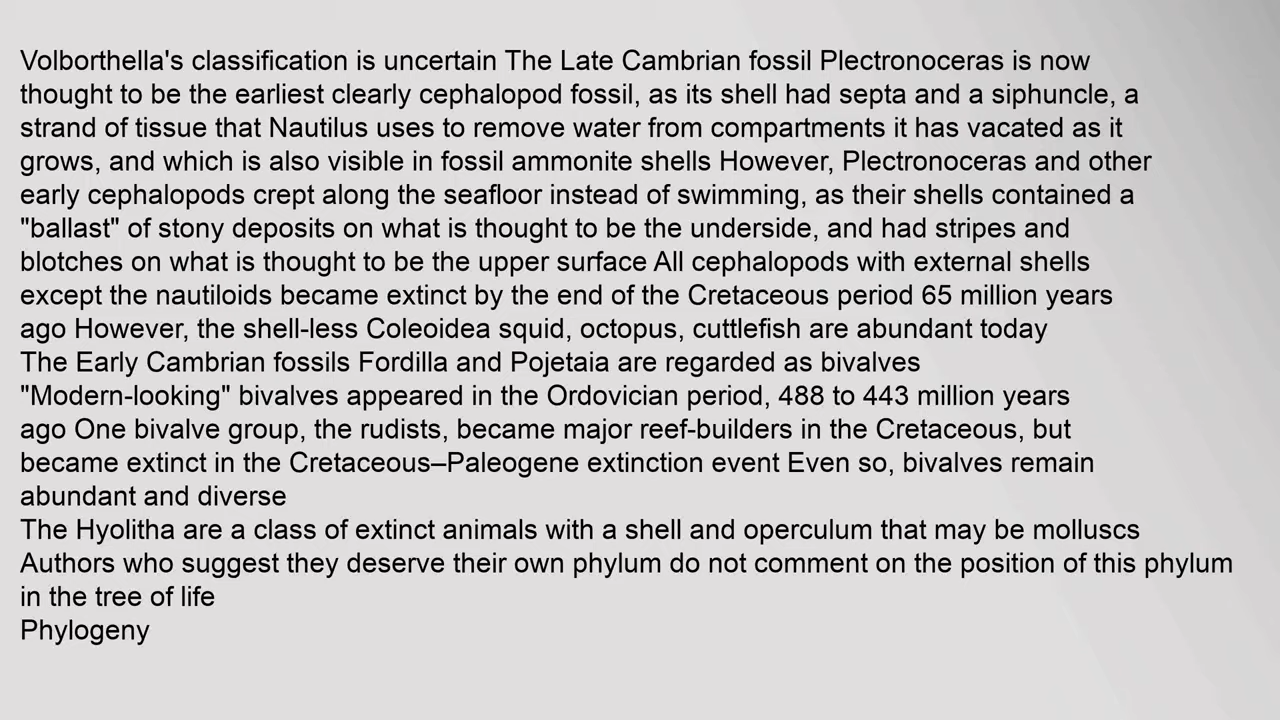 Volborthella's classification is uncertain The Late Cambrian fossil Plectronoceras is now
thought to be the earliest clearly cephalopod fossil, as its shell had septa and a siphuncle, a
strand of tissue that Nautilus uses to remove water from compartments it has vacated as it
grows, and which is also visible in fossil ammonite shells However, Plectronoceras and other
early cephalopods crept along the seafloor instead of swimming, as their shells contained a
"ballast" of stony deposits on what is thought to be the underside, and had stripes and
blotches on what is thought to be the upper surface All cephalopods with external shells
except the nautiloids became extinct by the end of the Cretaceous period 65 million years
ago However, the shell-less Coleoidea squid, octopus, cuttlefish are abundant today
The Early Cambrian fossils Fordilla and Pojetaia are regarded as bivalves
"Modern-looking" bivalves appeared in the Ordovician period, 488 to 443 million years
ago One bivalve group, the rudists, became major reef-builders in the Cretaceous, but
became extinct in the Cretaceous–Paleogene extinction event Even so, bivalves remain
abundant and diverse
The Hyolitha are a class of extinct animals with a shell and operculum that may be molluscs
Authors who suggest they deserve their own phylum do not comment on the position of this phylum
in the tree of life
Phylogeny